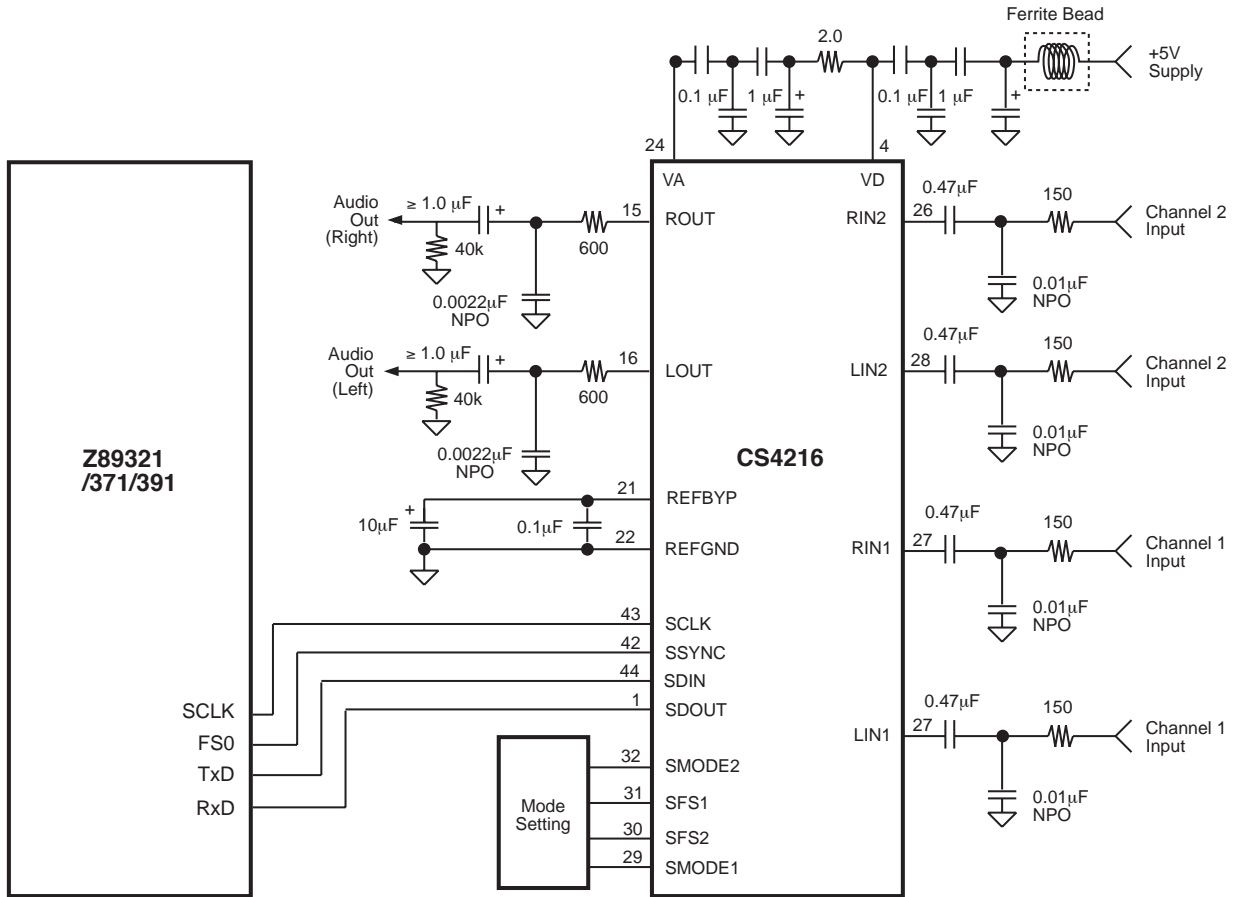 Ferrite Bead
2.0
+5V
Supply
0.1 µF
1 µF
+
0.1 µF
1 µF
+
24
4
VA
VD
Audio
Out
(Right)
≥ 1.0 µF
+
40k
0.0022µF
NPO
600
15
ROUT
RIN2
26
0.47µF
150
Channel 2
Input
0.01µF
NPO
Audio
Out
(Left)
≥ 1.0 µF
+
40k
0.0022µF
NPO
600
16
LOUT
LIN2
28
0.47µF
150
Channel 2
Input
0.01µF
NPO
Z89321
/371/391
CS4216
21
REFBYP
10µF
+
0.1µF
22
REFGND
RIN1
27
0.47µF
150
Channel 1
Input
0.01µF
NPO
43
SCLK
42
SSYNC
44
SDIN
1
SDOUT
SCLK
FS0
TxD
RxD
LIN1
27
0.47µF
150
Channel 1
Input
0.01µF
NPO
Mode
Setting
32
SMODE2
31
SFS1
30
SFS2
29
SMODE1